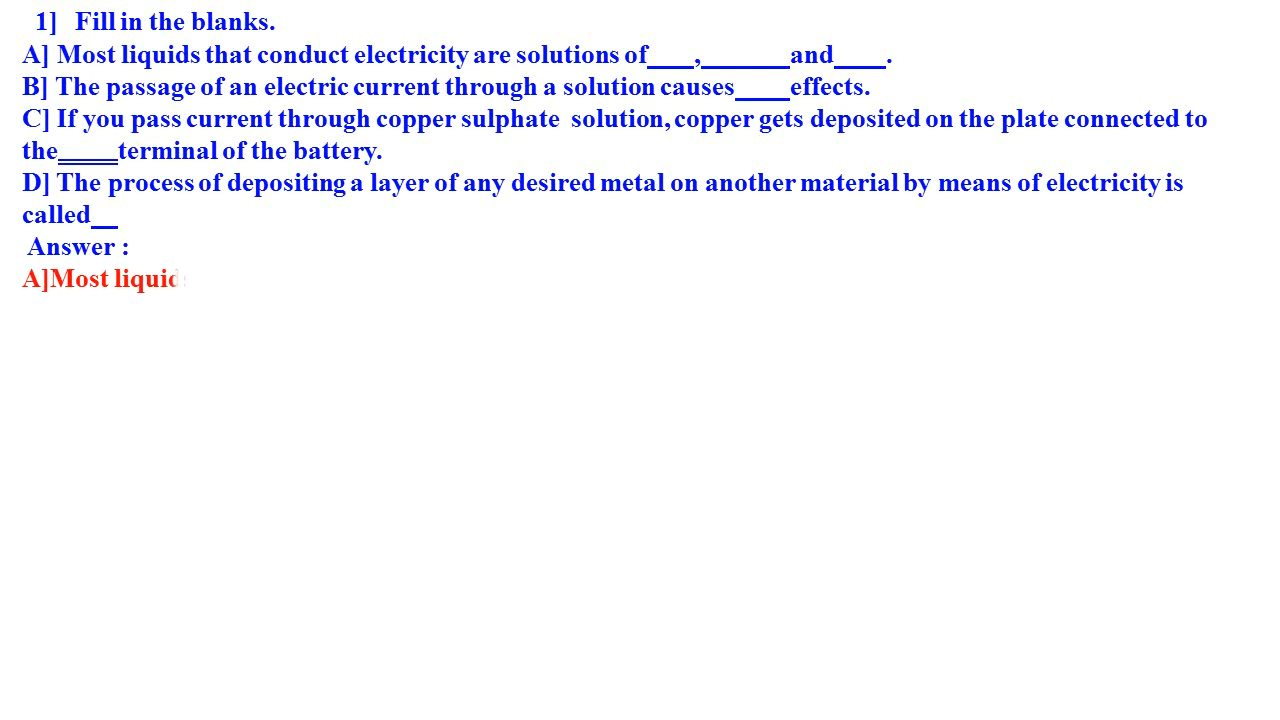 1] Fill in the blanks.
A] Most liquids that conduct electricity are solutions of____,_______and____.
B] The passage of an electric current through a solution causes____effects.
C] If you pass current through copper sulphate solution, copper gets deposited on the plate connected to
the____terminal of the battery.
D] The process of depositing a layer of any desired metal on another material by means of electricity is
called__
Answer :
A]Most liquids